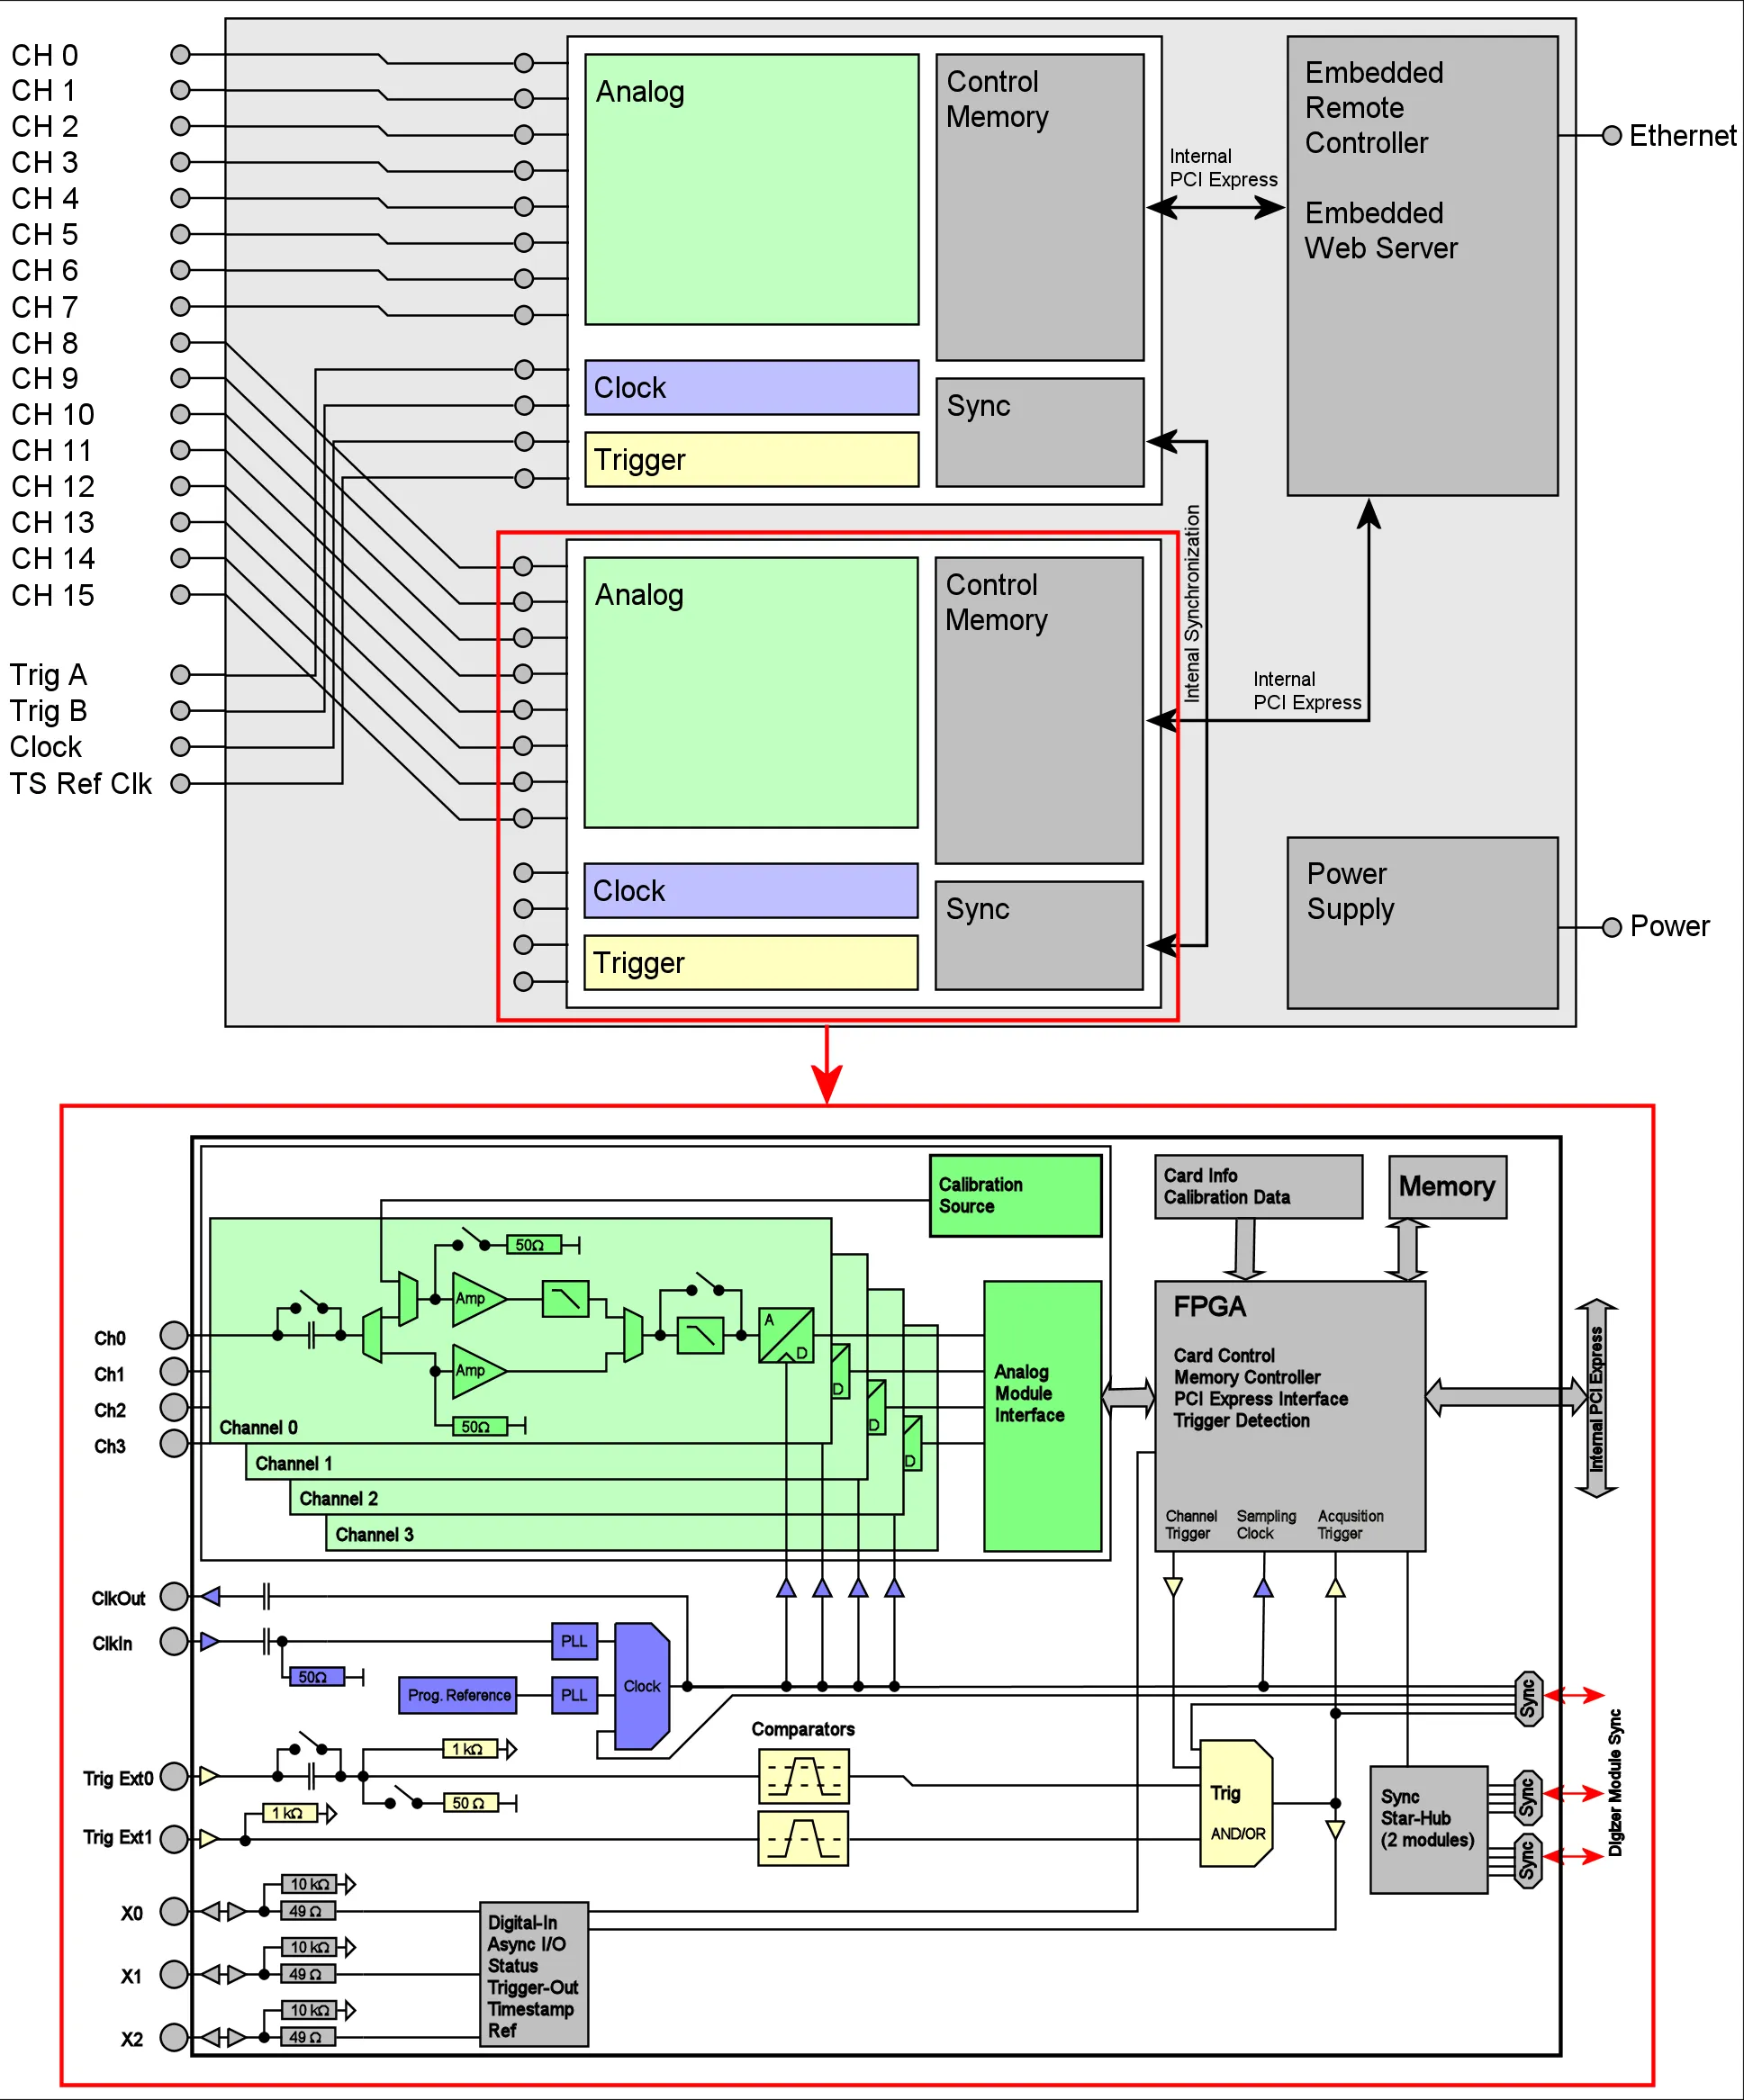 CH 0
CH 1
CH 2
CH 3
CH 4
CH 5
CH 6
CH 7
CH 8
CH 9
CH 10
CH 11
CH 12
CH 13
CH 14
CH 15
Trig A
Trig B
Clock
TS Ref Clk
Analog
Control
Memory
Clock
Trigger
Sync
Internal
PCI Express
Embedded
Remote
Controller
Embedded
Web Server
Ethernet
Analog
Control
Memory
Clock
Trigger
Sync
Intenal Synchronization
Internal
PCI Express
Power
Supply
Power
Calibration
Source
Card Info
Calibration Data
Memory
50Ω
Amp
Amp
50Ω
A
D
D
D
D
Ch0
Ch1
Ch2
Ch3
Channel 0
Channel 1
Channel 2
Channel 3
Analog
Module
Interface
FPGA
Card Control
Memory Controller
PCI Express Interface
Trigger Detection
Channel
Trigger
Sampling
Clock
Acqusition
Trigger
Internal PCI Express
ClkOut
ClkIn
50Ω
PLL
Prog. Reference
PLL
Clock
Sync
Comparators
Trig Ext0
1 kΩ
50 Ω
Trig Ext1
1 kΩ
Trig
AND/OR
Sync
Star-Hub
(2 modules)
Sync
Sync
Digizer Module Sync
X0
10 kΩ
49 Ω
X1
10 kΩ
49 Ω
X2
10 kΩ
49 Ω
Digital-In
Async I/O
Status
Trigger-Out
Timestamp
Ref